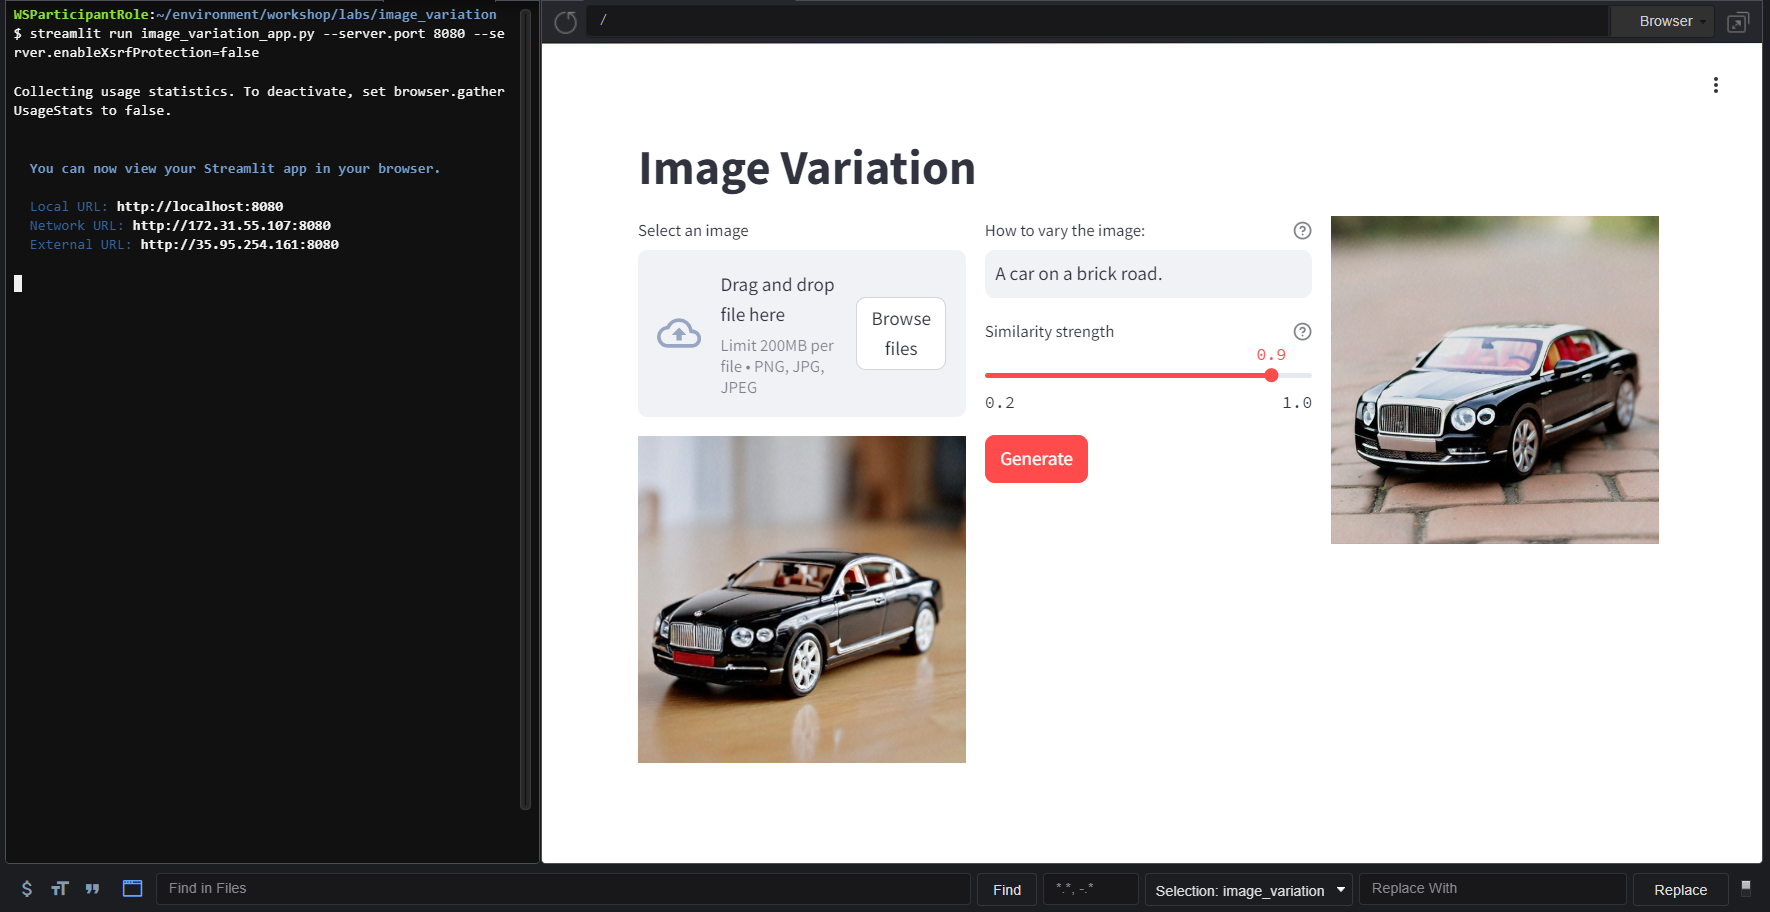 WSParticipantRole:~/environment/workshop/labs/image_variation
$ streamlit run image_variation_app.py --server.port 8080 --se
rver.enableXsrfProtection=false
Collecting usage statistics. To deactivate, set browser.gather
UsageStats to false.
You can now view your Streamlit app in your browser.
Local URL: http://localhost:8080
Network URL: http://172.31.55.107:8080
External URL: http://35.95.254.161:8080
/
Browser
Image Variation
Select an image
Drag and drop
file here
Limit 200MB per
file • PNG, JPG,
JPEG
Browse
files
How to vary the image:
A car on a brick road.
Similarity strength
0.9
0.2 1.0
Generate
Find in Files
Find
*.*, -.*
Selection: image_variation
Replace With
Replace